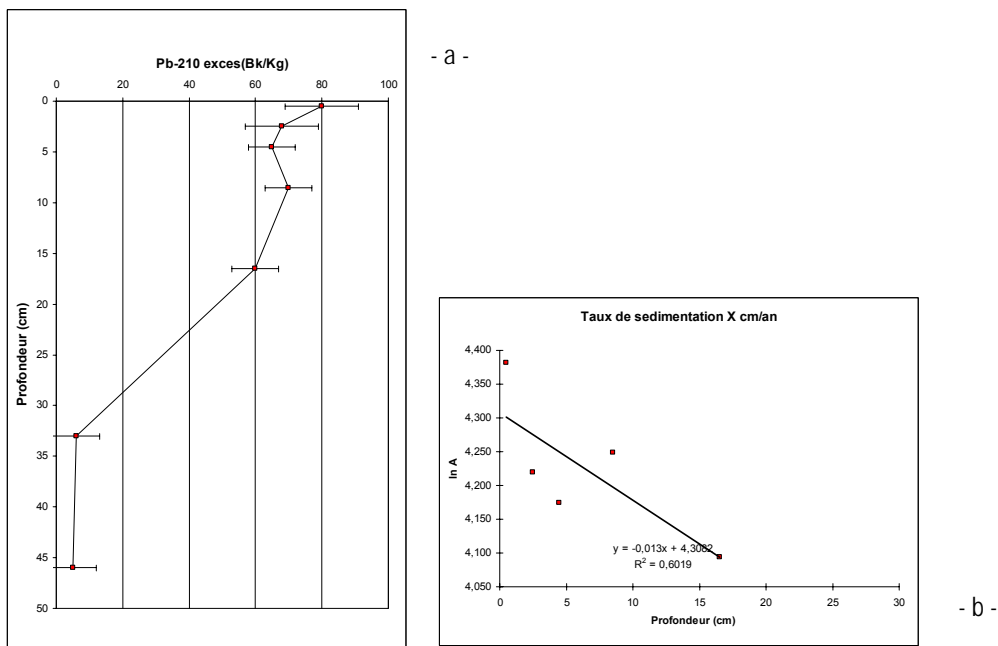 - a -
Pb-210 exces(Bk/Kg)
0 20 40 60 80 100
0
5
10
15
20
25
30
35
40
45
50
Profondeur (cm)
Taux de sedimentation X cm/an
4,400
4,350
4,300
4,250
4,200
4,150
4,100
4,050
ln A
y = -0,013x + 4,3082
R² = 0,6019
0 5 10 15 20 25 30
Profondeur (cm)
- b -